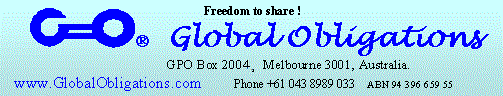 Freedom to share !
® Global Obligations
GPO Box 2004, Melbourne 3001, Australia.
www.GlobalObligations.com Phone +61 043 8989 033 ABN 94 396 659 55